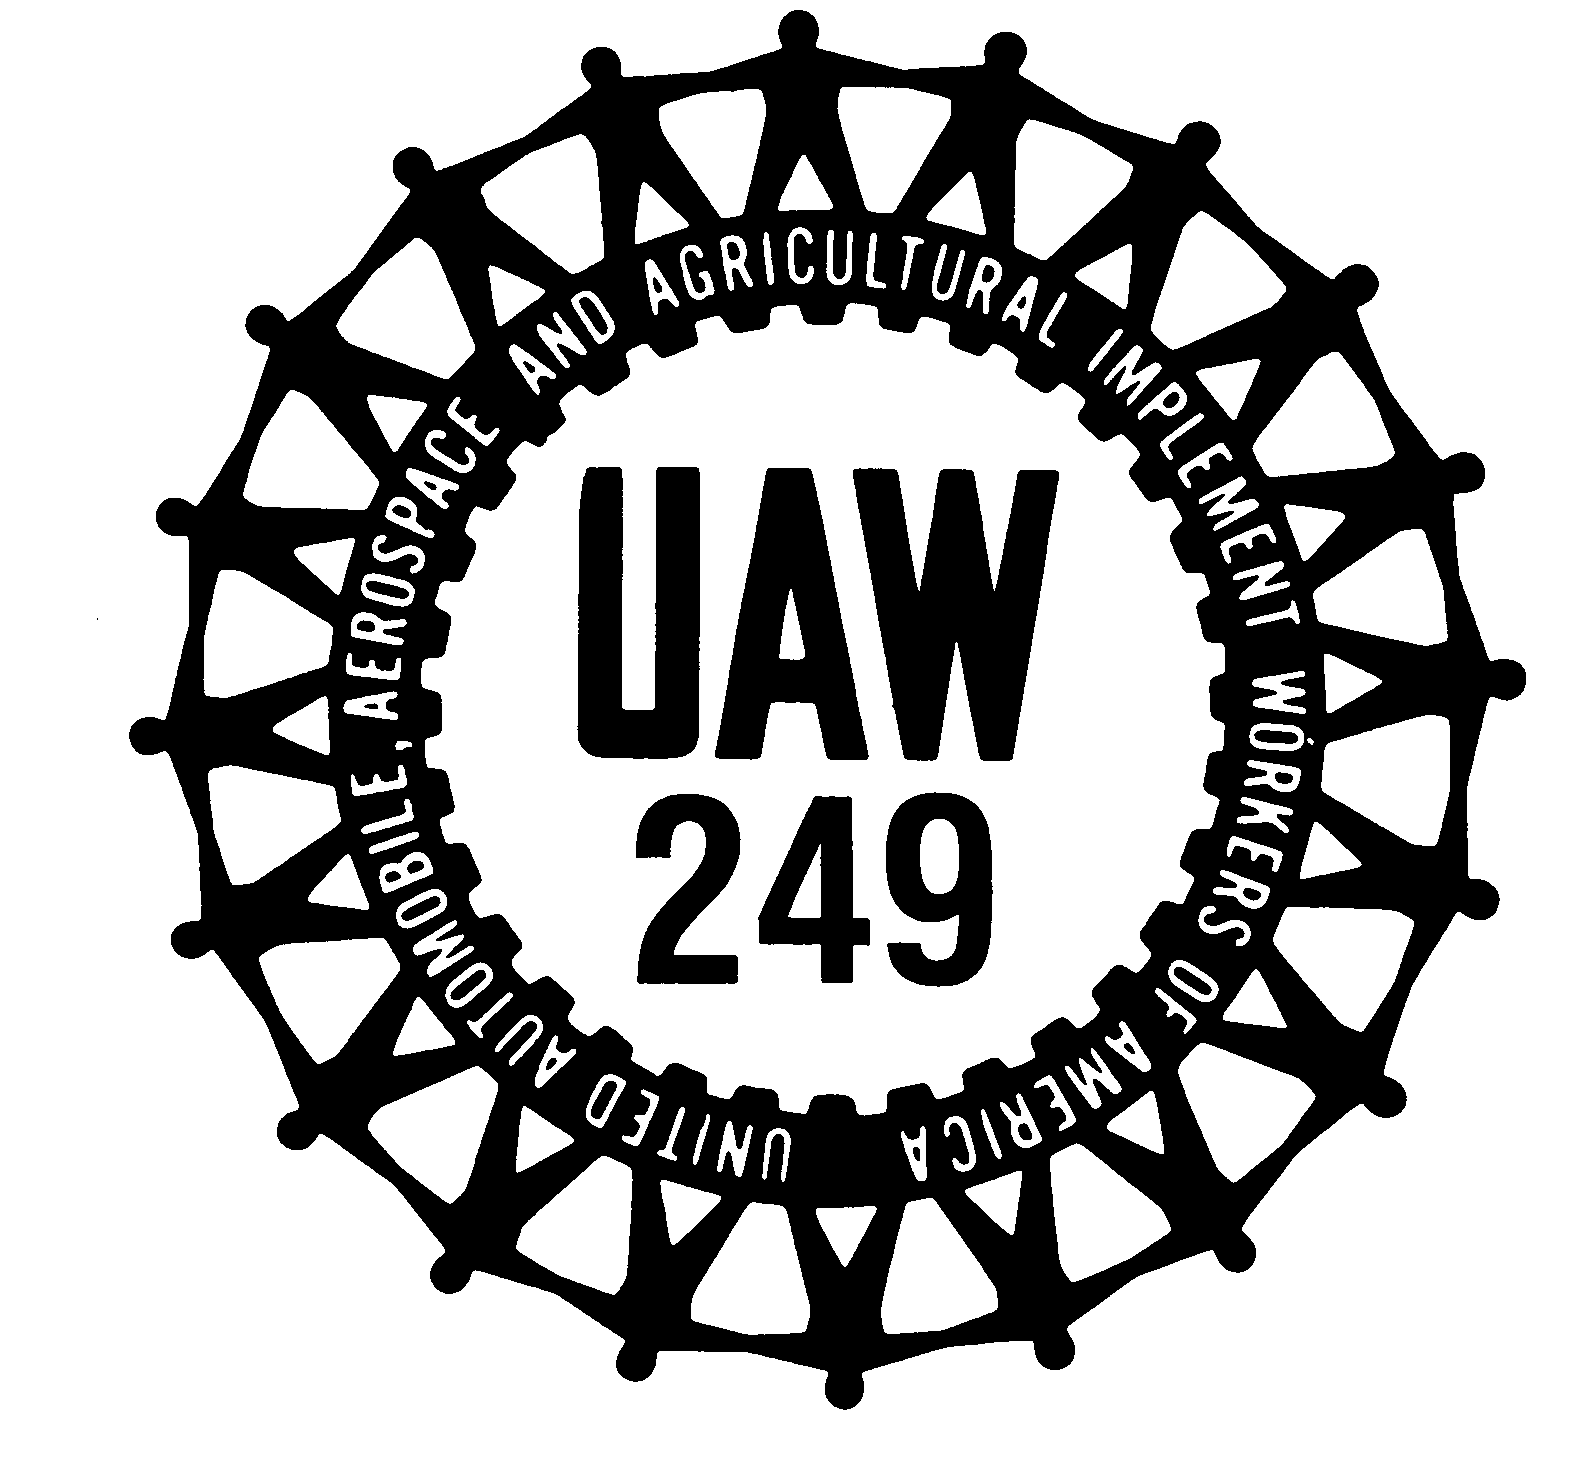 UNITED AUTOMOBILE, AEROSPACE AND AGRICULTURAL IMPLEMENT WORKERS OF AMERICA
UAW
249